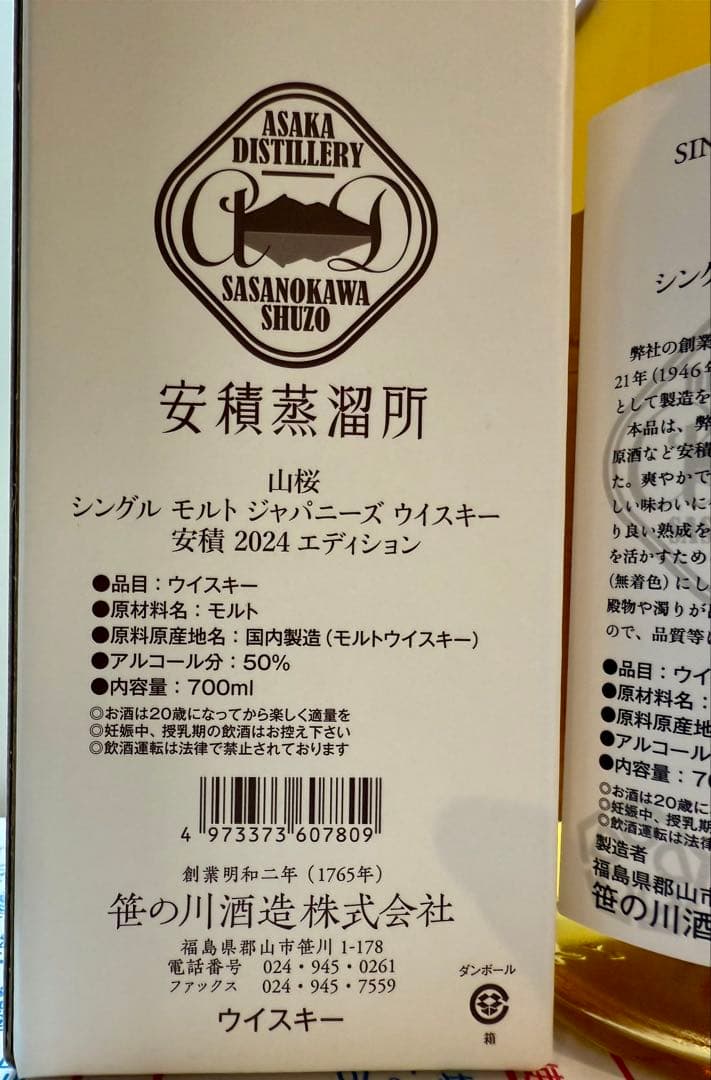 ASAKA
DISTILLERY
a D
SASANOKAWA
SHUZO
安積蒸溜所
山桜
シングル モルト ジャパニーズ ウイスキー
安積 2024 エディション
●品目：ウイスキー
●原材料名：モルト
●原料原産地名：国内製造（モルトウイスキー）
●アルコール分：50%
●内容量：700ml
◎お酒は20歳になってから楽しく適量を
◎妊娠中、授乳期の飲酒はお控え下さい
◎飲酒運転は法律で禁止されております
4 973373 607809
創業明和二年（1765年）
笹の川酒造株式会社
福島県郡山市笹川 1-178
電話番号 024・945・0261
ファックス 024・945・7559
ウイスキー
ダンボール
箱
SIN
シング
弊社の創業
21年（1946年
として製造を
本品は、弊
原酒など安積
た。爽やかで
しい味わいに
り良い熟成を
を活かすため
（無着色）にし
殿物や濁りが
ので、品質等に
●品目：ウイ
●原材料名：
●原料原産地
●アルコール
●内容量：70
◎お酒は20歳に
◎妊娠中、授乳期
◎飲酒運転は法律
製造者
福島県郡山市
笹の川酒